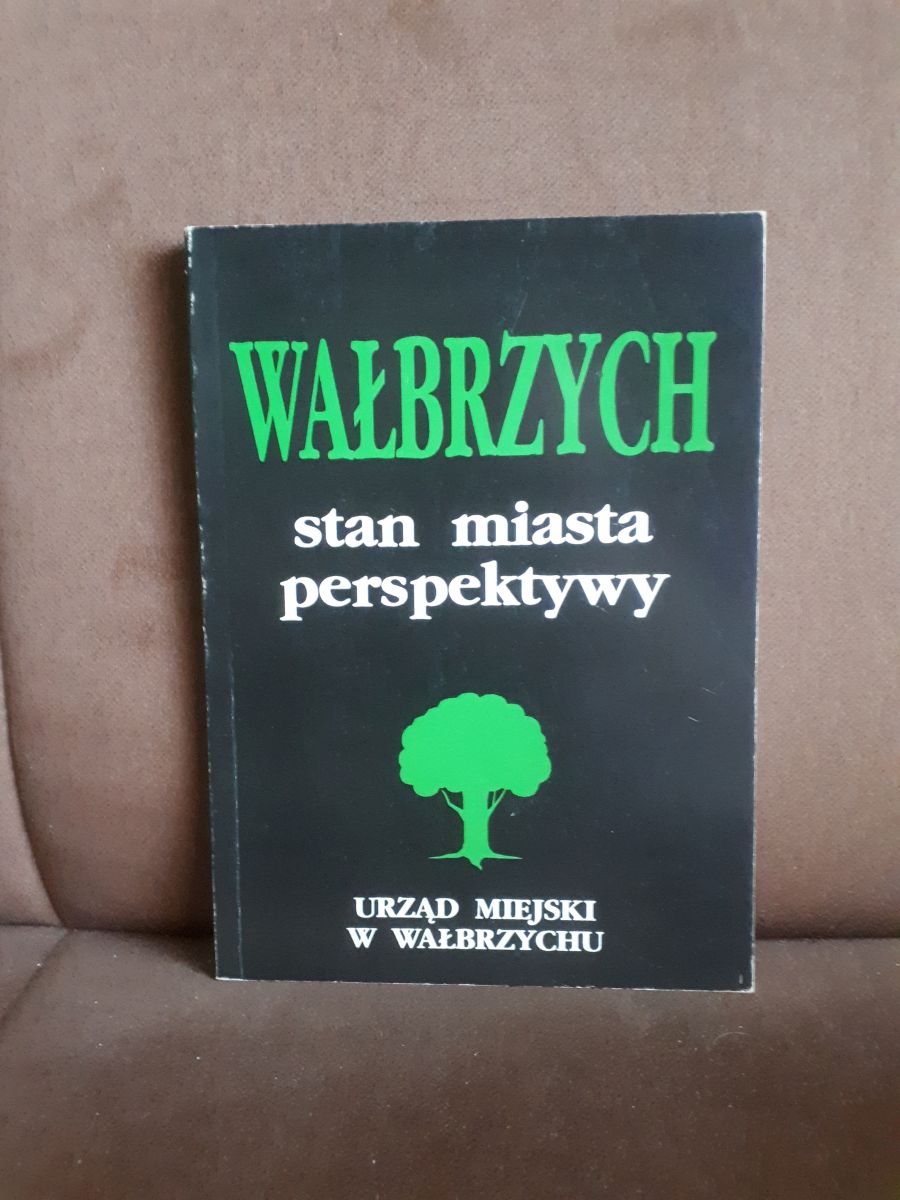 WAŁBRZYCH
stan miasta
perspektywy
URZĄD MIEJSKI
W WAŁBRZYCHU